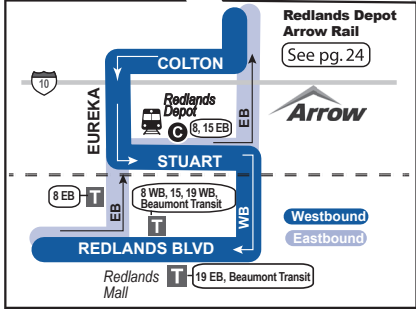 Redlands Depot
Arrow Rail
See pg. 24
COLTON
10
EUREKA
Redlands
Depot
C
8, 15 EB
EB
Arrow
STUART
8 EB
T
EB
8 WB, 15, 19 WB,
Beaumont Transit
T
WB
Westbound
Eastbound
REDLANDS BLVD
Redlands
Mall
T
19 EB, Beaumont Transit